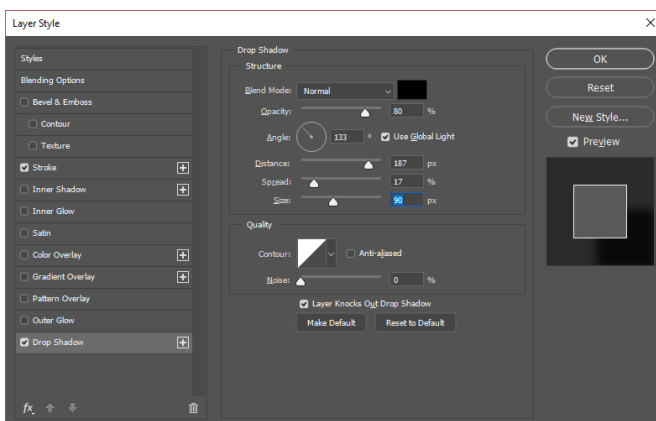 Layer Style
Styles
Blending Options
Bevel & Emboss
Contour
Texture
Stroke
Inner Shadow
Inner Glow
Satin
Color Overlay
Gradient Overlay
Pattern Overlay
Outer Glow
Drop Shadow
fx
Drop Shadow
Structure
Blend Mode: Normal
Opacity: 80 %
Angle: 133 ° Use Global Light
Distance: 187 px
Spread: 17 %
Size: 90 px
Quality
Contour: Anti-aliased
Noise: 0 %
Layer Knocks Out Drop Shadow
Make Default Reset to Default
OK
Reset
New Style...
Preview